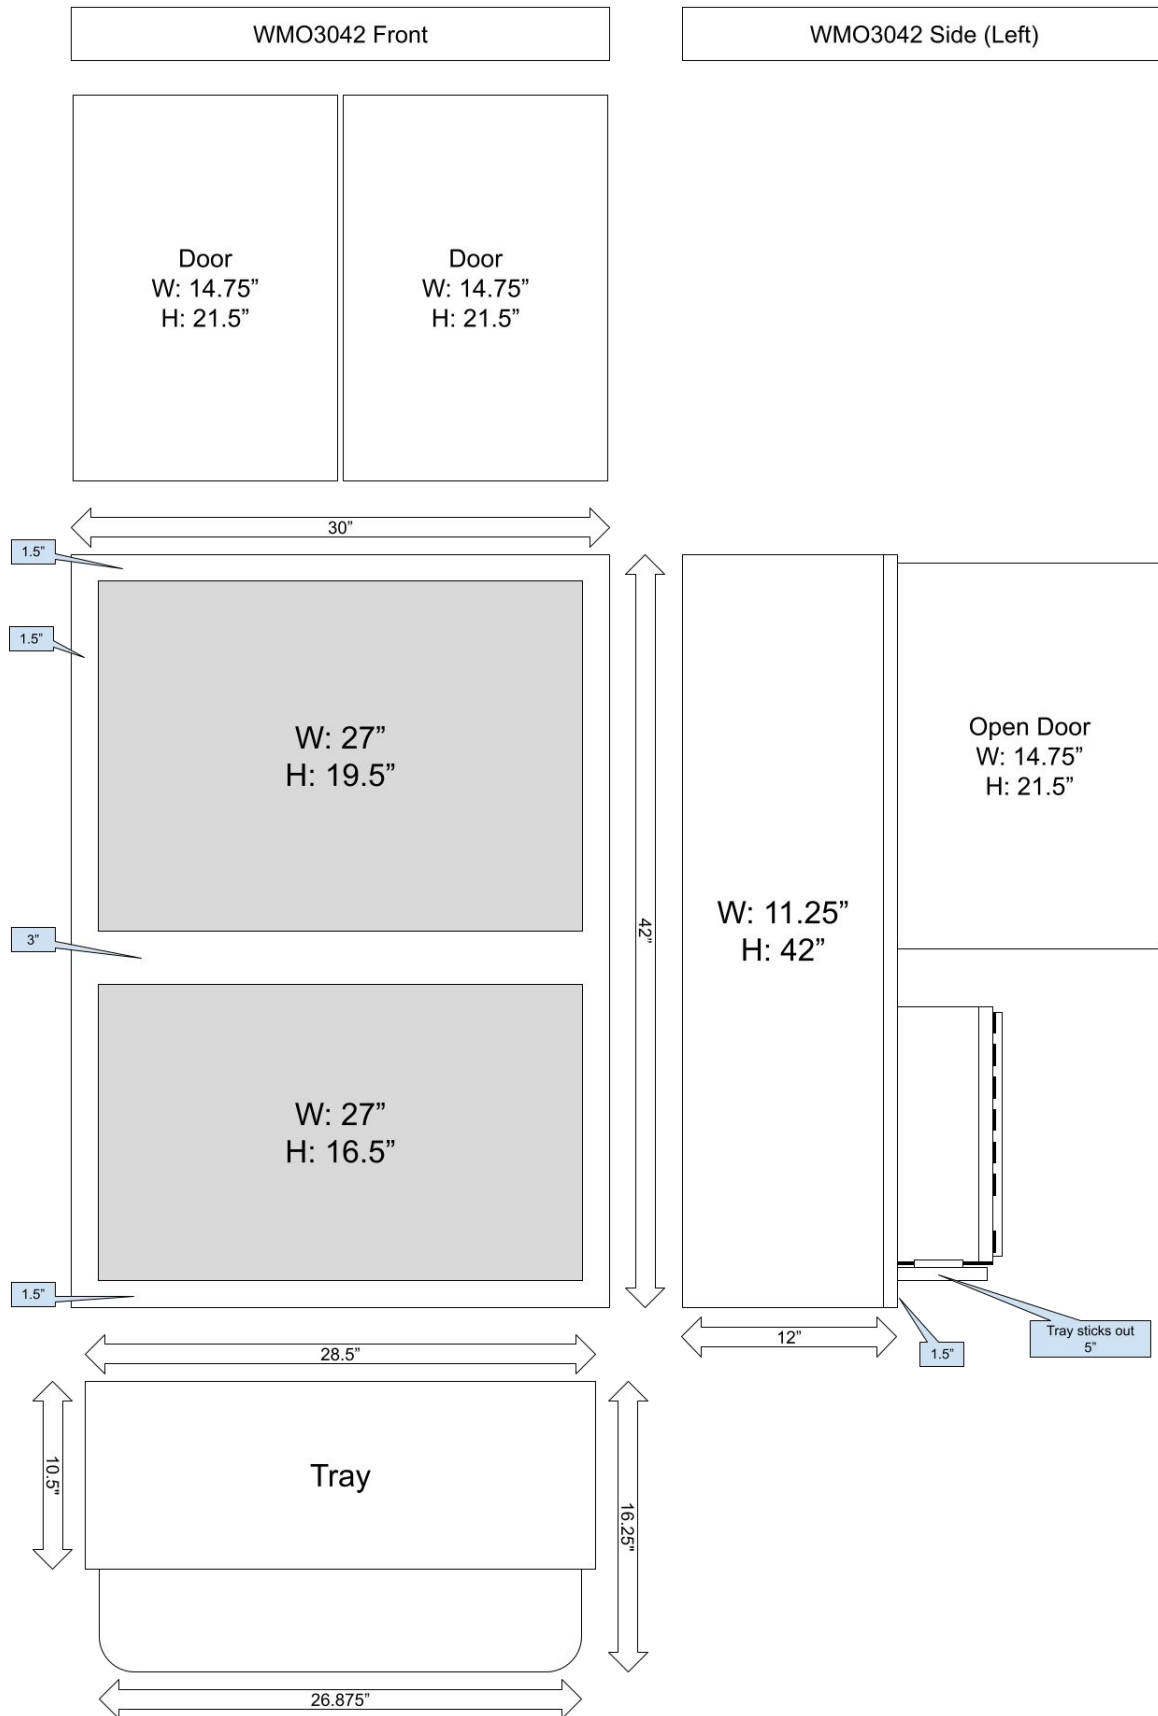 WMO3042 Front
WMO3042 Side (Left)
Door
W: 14.75”
H: 21.5”
Door
W: 14.75”
H: 21.5”
30”
1.5”
1.5”
W: 27”
H: 19.5”
3”
W: 27”
H: 16.5”
1.5”
42”
Open Door
W: 14.75”
H: 21.5”
W: 11.25”
H: 42”
12”
1.5”
Tray sticks out
5”
28.5”
10.5"
Tray
16.25"
26.875”